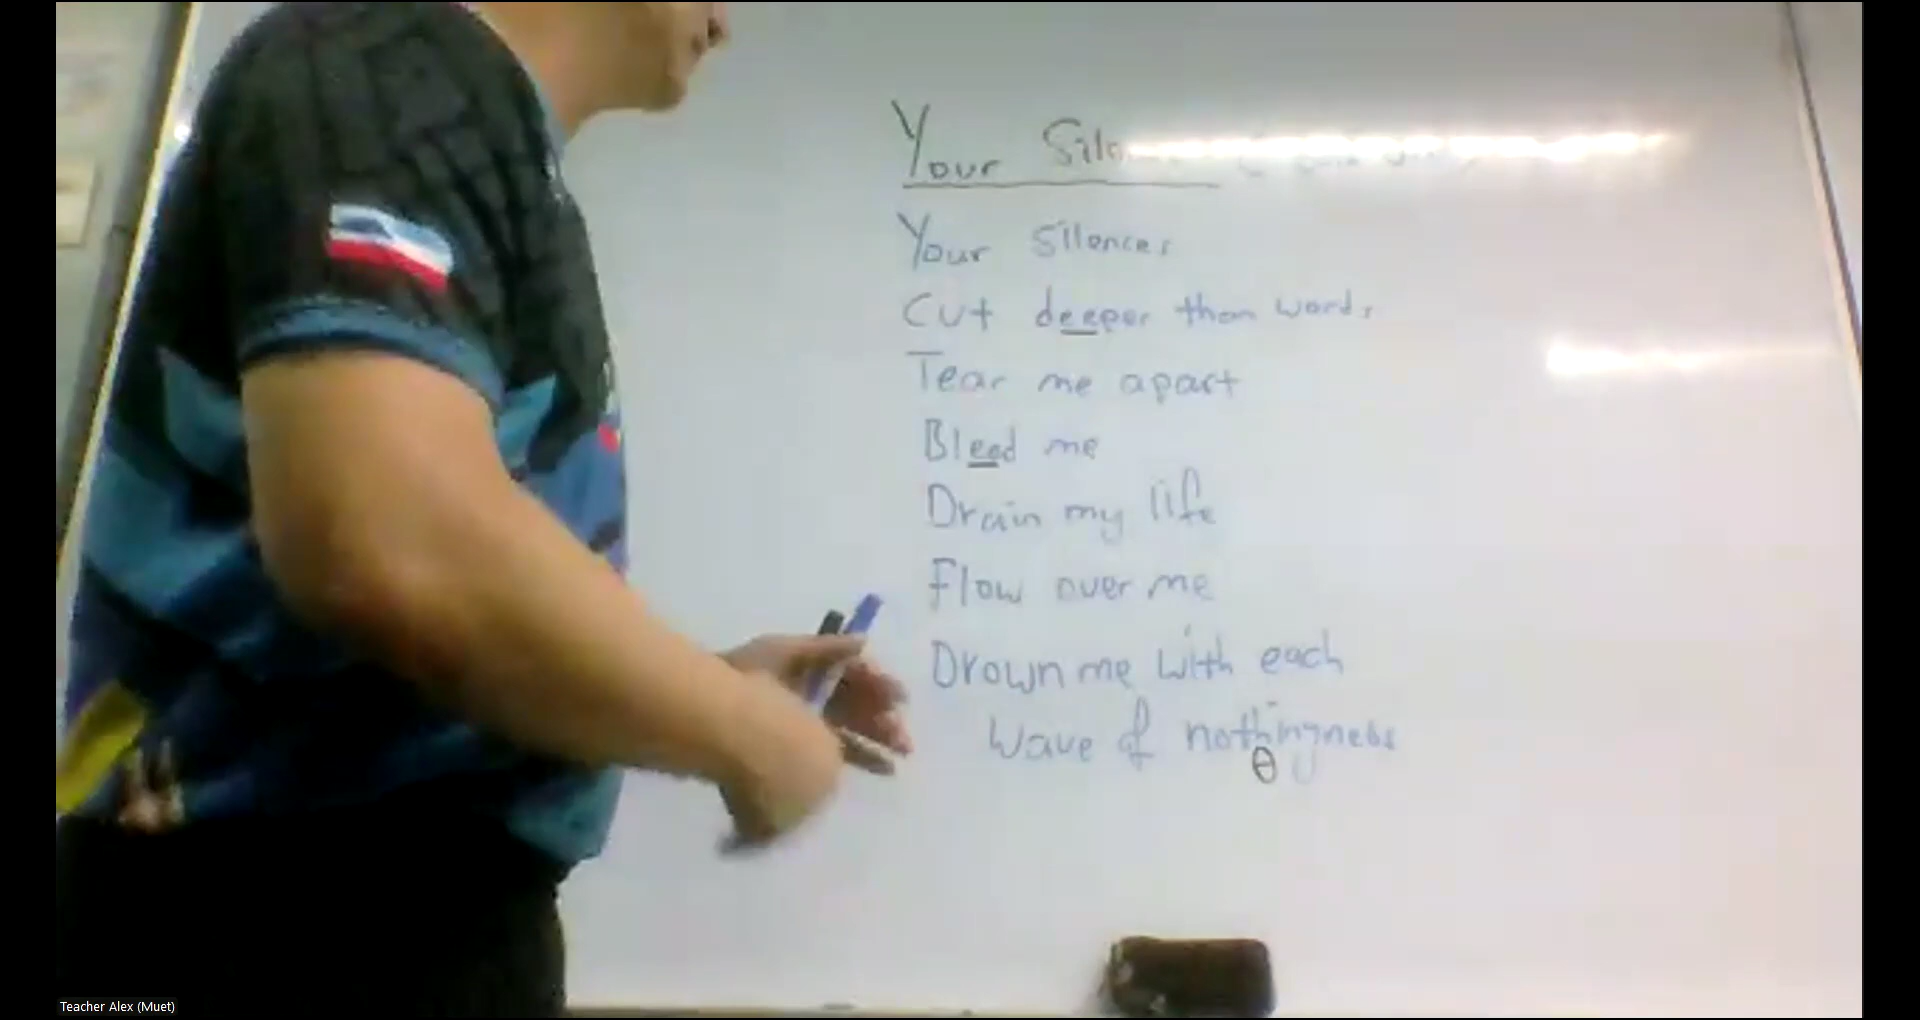 Your
Your Silences
Cut deeper than words
Tear me apart
Bleed me
Drain my life
Flow over me
Drown me with each
wave of nothingness
θ
Teacher Alex (Muet)